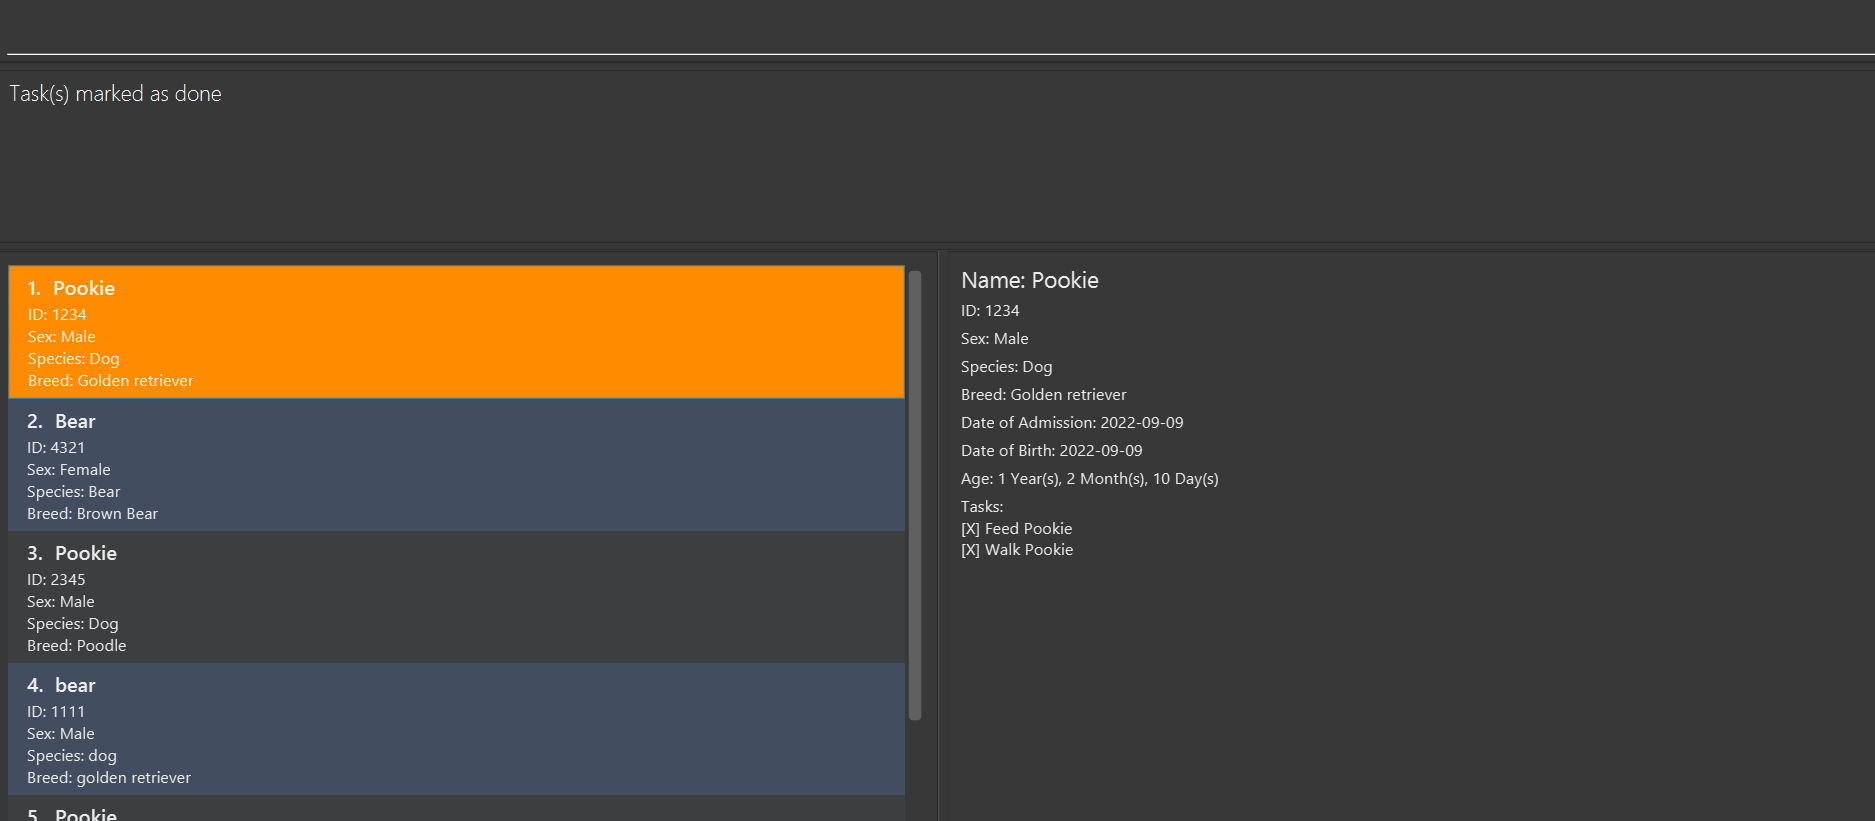 Task(s) marked as done
1. Pookie
ID: 1234
Sex: Male
Species: Dog
Breed: Golden retriever
2. Bear
ID: 4321
Sex: Female
Species: Bear
Breed: Brown Bear
3. Pookie
ID: 2345
Sex: Male
Species: Dog
Breed: Poodle
4. bear
ID: 1111
Sex: Male
Species: dog
Breed: golden retriever
5. Pookie
Name: Pookie
ID: 1234
Sex: Male
Species: Dog
Breed: Golden retriever
Date of Admission: 2022-09-09
Date of Birth: 2022-09-09
Age: 1 Year(s), 2 Month(s), 10 Day(s)
Tasks:
[X] Feed Pookie
[X] Walk Pookie